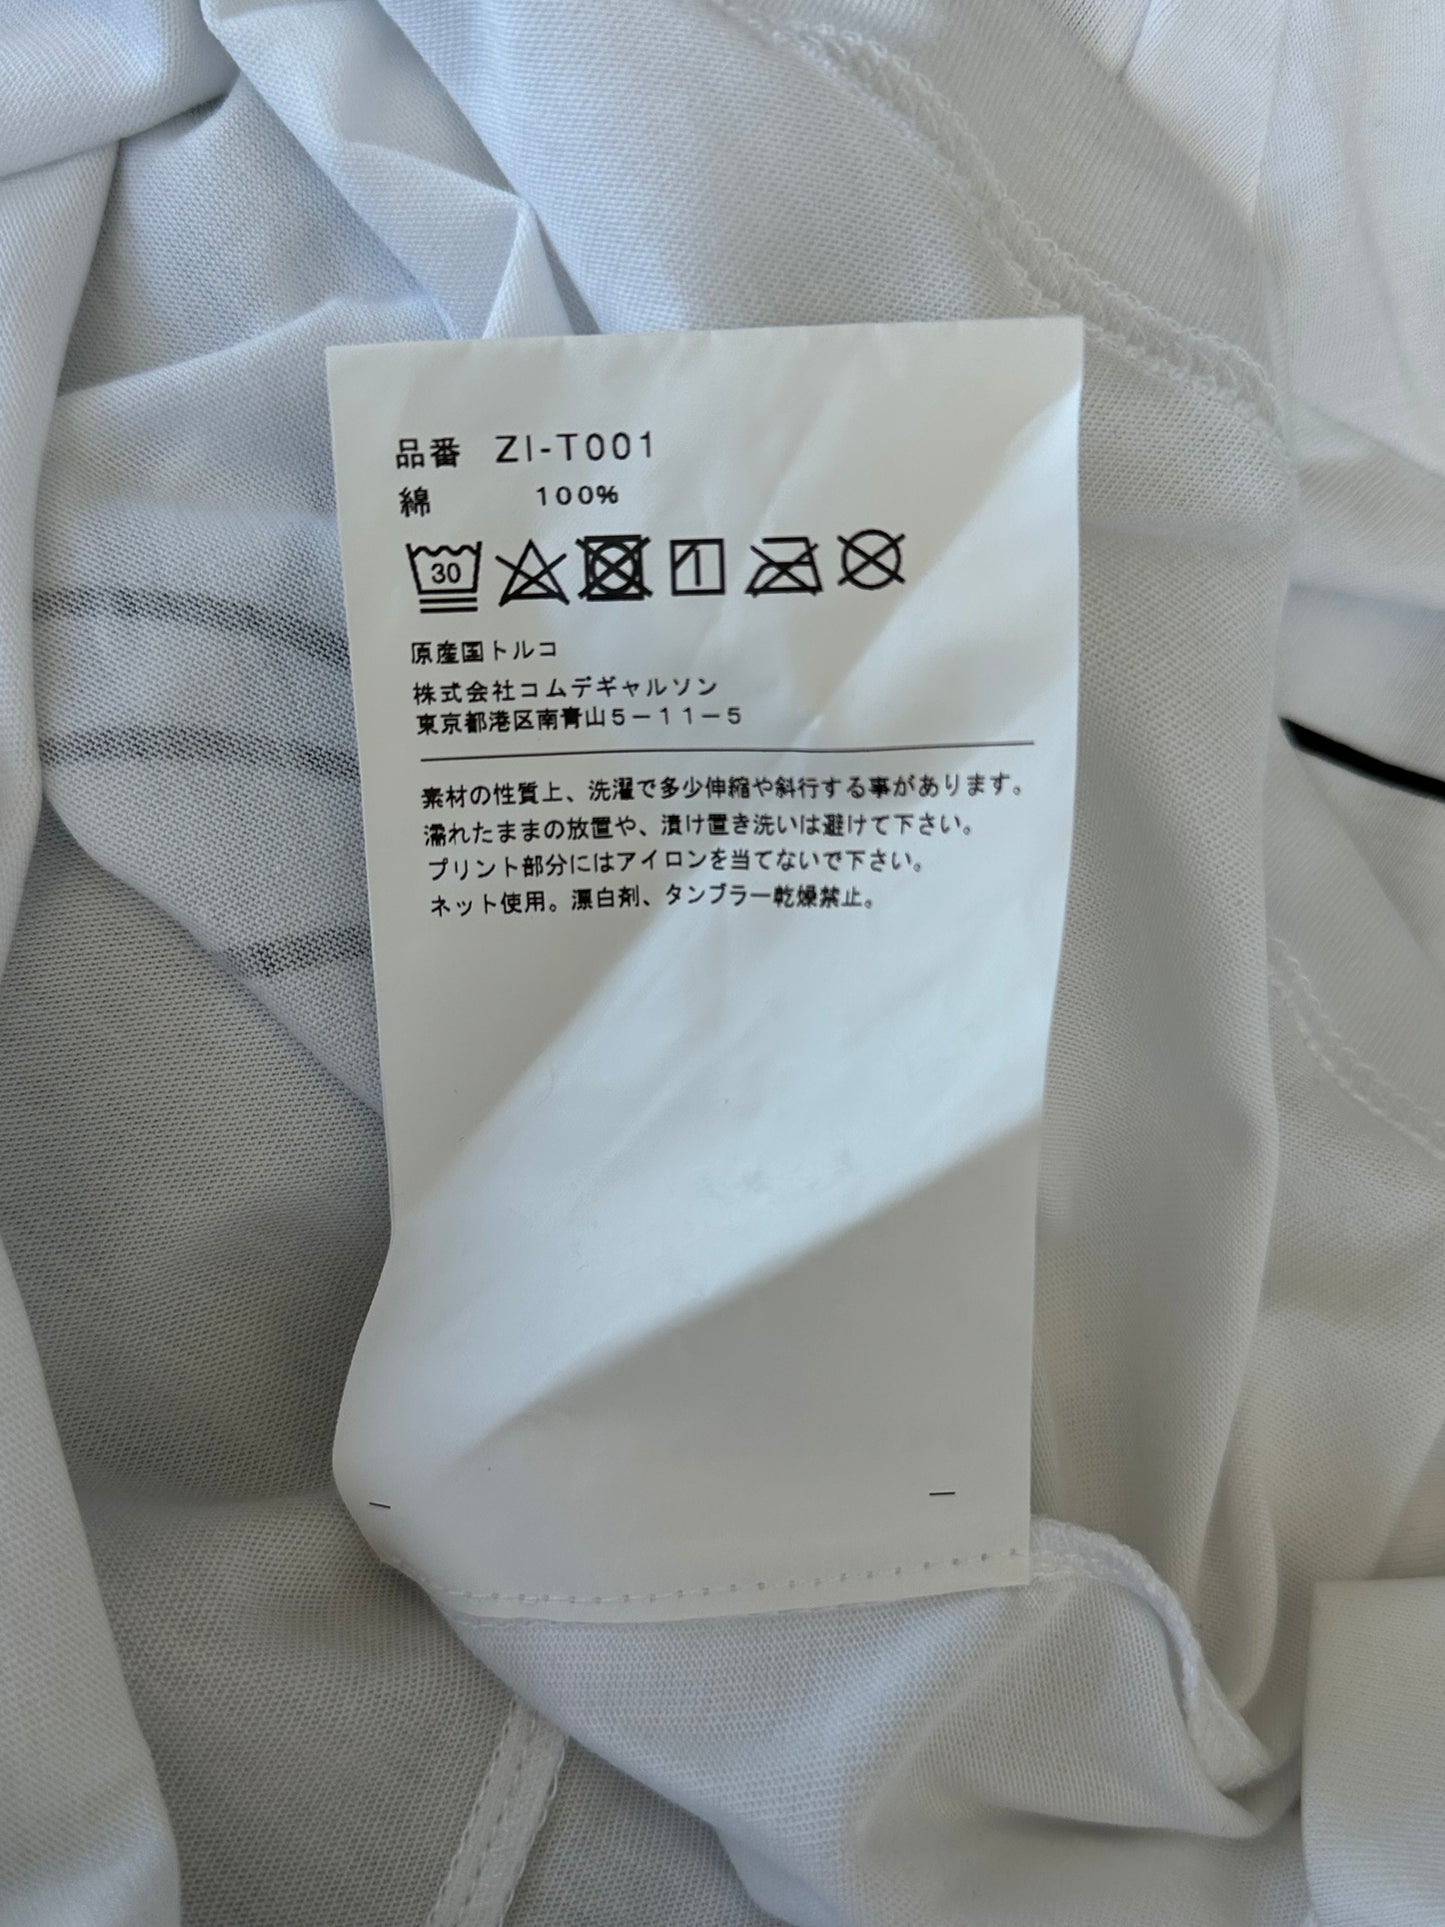 品番 ZI-T001
綿 100%
30
原産国トルコ
株式会社コムデギャルソン
東京都港区南青山5-11-5
素材の性質上、洗濯で多少伸縮や斜行する事があります。
濡れたままの放置や、漬け置き洗いは避けて下さい。
プリント部分にはアイロンを当てないで下さい。
ネット使用。漂白剤、タンブラー乾燥禁止。